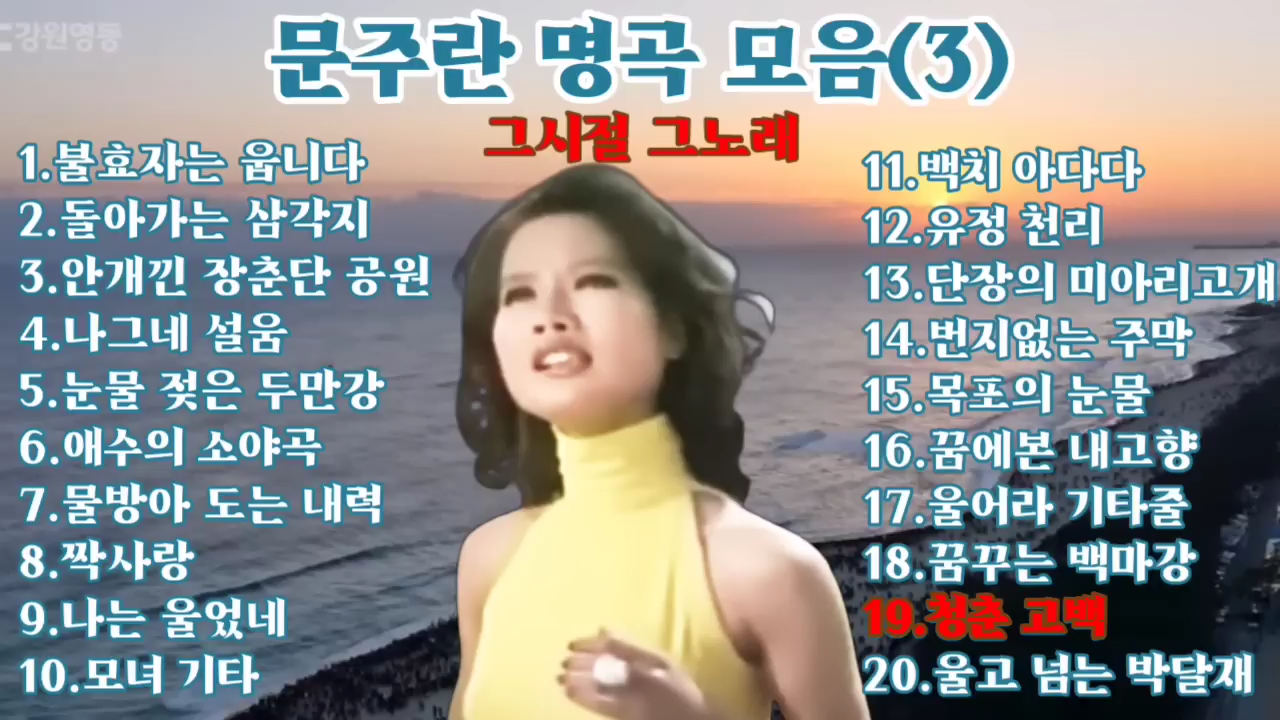 강원영동
문주란 명곡 모음(3)
그시절 그노래
1.불효자는 웁니다
2.돌아가는 삼각지
3.안개낀 장춘단 공원
4.나그네 설움
5.눈물 젖은 두만강
6.애수의 소야곡
7.물방아 도는 내력
8.짝사랑
9.나는 울었네
10.모녀 기타
11.백치 아다다
12.유정 천리
13.단장의 미아리고개
14.번지없는 주막
15.목포의 눈물
16.꿈에본 내고향
17.울어라 기타줄
18.꿈꾸는 백마강
19.청춘 고백
20.울고 넘는 박달재